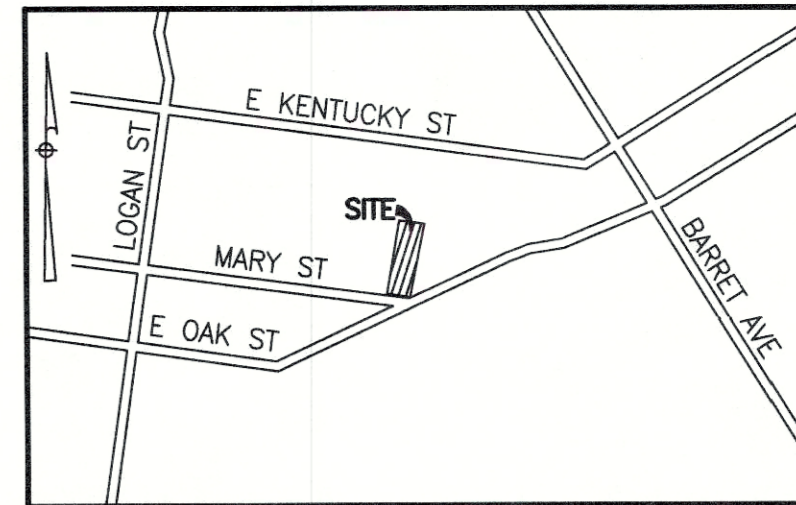 E KENTUCKY ST
LOGAN ST
SITE
MARY ST
E OAK ST
BARRET AVE